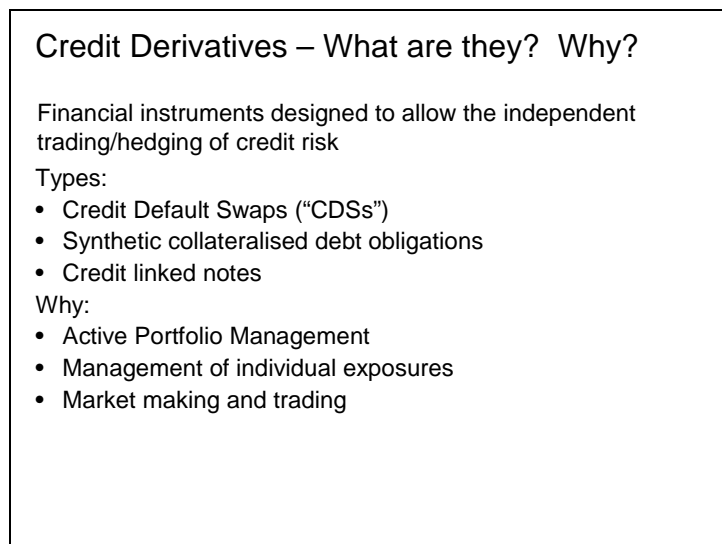 Credit Derivatives – What are they?  Why?
Financial instruments designed to allow the independent
trading/hedging of credit risk
Types:
• Credit Default Swaps (“CDSs”)
• Synthetic collateralised debt obligations
• Credit linked notes
Why:
• Active Portfolio Management
• Management of individual exposures
• Market making and trading